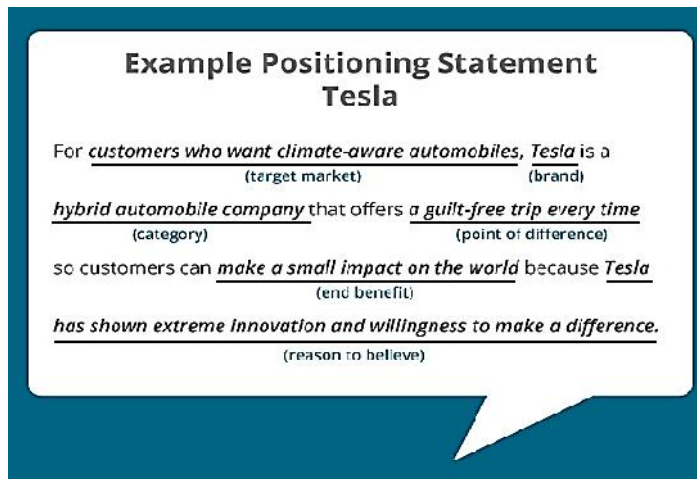 Example Positioning Statement
Tesla
For customers who want climate-aware automobiles, Tesla is a
(target market) (brand)
hybrid automobile company that offers a guilt-free trip every time
(category) (point of difference)
so customers can make a small impact on the world because Tesla
(end benefit)
has shown extreme innovation and willingness to make a difference.
(reason to believe)